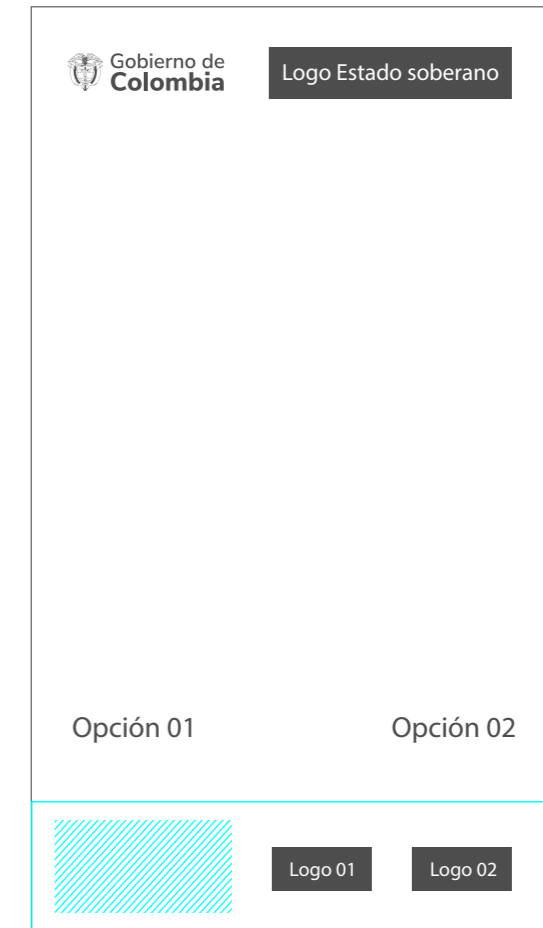 Gobierno de
Colombia
Logo Estado soberano
Opción 01
Opción 02
Logo 01
Logo 02